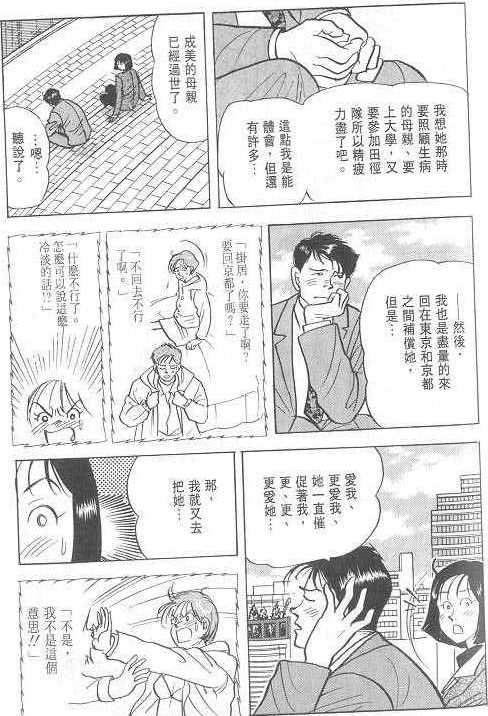 我想她那時
要照顧生病
的母親、要
上大學，又
要參加田徑
隊所以精疲
力盡了吧。
這點我是能
體會，但還
有許多…
成美的母親
已經過世了。
…嗯…
聽說了。
——然後，
我也是盡量的來
回在東京和京都
之間補償她，
但是…
「掛居，你要走了啊？
要回京都了嗎？」
「不回去不行
了啊。」
「什麼不行了。
怎麼可以說這麼
冷淡的話！？」
愛我、
更愛我、
她一直催
促著我，
更、更、
更愛她…
那，
我就又去
把她…
「不是，
我不是這個
意思！！」